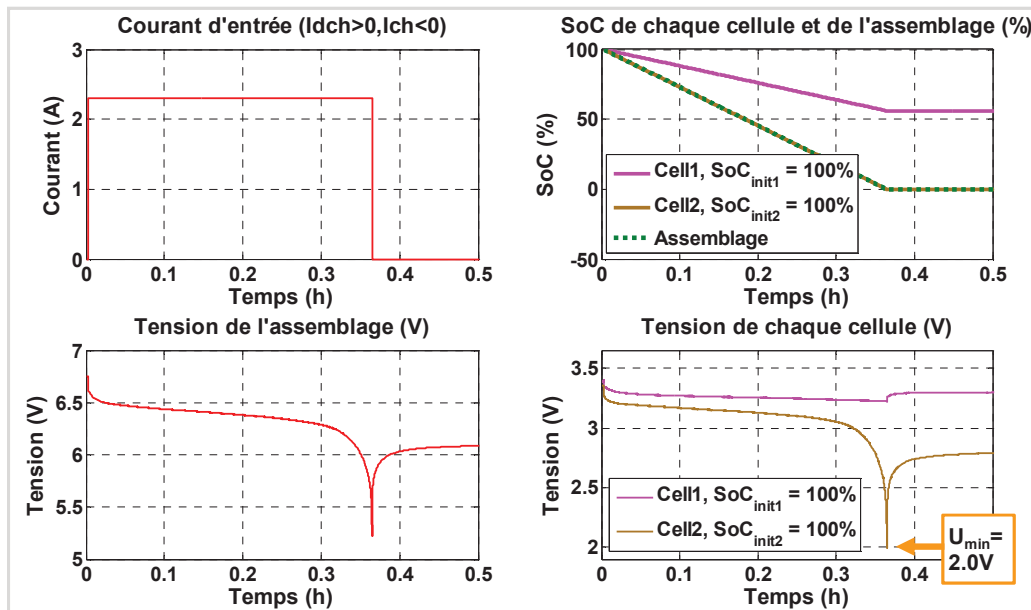 Courant d'entrée (Idch>0,Ich<0)
3
2
1
0
Courant (A)
0 0.1 0.2 0.3 0.4 0.5
Temps (h)
SoC de chaque cellule et de l'assemblage (%)
100
50
0
-50
SoC (%)
Cell1, SoCinit1 = 100%
Cell2, SoCinit2 = 100%
Assemblage
0 0.1 0.2 0.3 0.4 0.5
Temps (h)
Tension de l'assemblage (V)
7
6.5
6
5.5
5
Tension (V)
0 0.1 0.2 0.3 0.4 0.5
Temps (h)
Tension de chaque cellule (V)
3.5
3
2.5
2
Tension (V)
Cell1, SoCinit1 = 100%
Cell2, SoCinit2 = 100%
Umin=
2.0V
0 0.1 0.2 0.3 0.4 0.5
Temps (h)